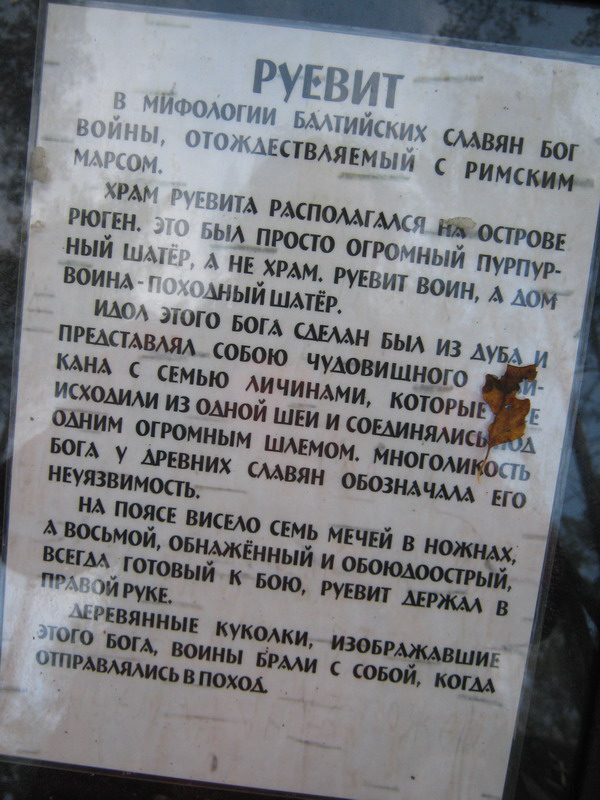 РУЕВИТ
В МИФОЛОГИИ БАЛТИЙСКИХ СЛАВЯН БОГ
ВОЙНЫ, ОТОЖДЕСТВЛЯЕМЫЙ С РИМСКИМ
МАРСОМ.
ХРАМ РУЕВИТА РАСПОЛАГАЛСЯ НА ОСТРОВЕ
РЮГЕН. ЭТО БЫЛ ПРОСТО ОГРОМНЫЙ ПУРПУР-
НЫЙ ШАТЁР, А НЕ ХРАМ. РУЕВИТ ВОИН, А ДОМ
ВОИНА - ПОХОДНЫЙ ШАТЁР.
ИДОЛ ЭТОГО БОГА СДЕЛАН БЫЛ ИЗ ДУБА И
ПРЕДСТАВЛЯЛ СОБОЮ ЧУДОВИЩНОГО
КАНА С СЕМЬЮ ЛИЧИНАМИ, КОТОРЫЕ
ИСХОДИЛИ ИЗ ОДНОЙ ШЕИ И СОЕДИНЯЛИСЬ ПОД
ОДНИМ ОГРОМНЫМ ШЛЕМОМ. МНОГОЛИКОСТЬ
БОГА У ДРЕВНИХ СЛАВЯН ОБОЗНАЧАЛА ЕГО
НЕУЯЗВИМОСТЬ.
НА ПОЯСЕ ВИСЕЛО СЕМЬ МЕЧЕЙ В НОЖНАХ,
А ВОСЬМОЙ, ОБНАЖЁННЫЙ И ОБОЮДООСТРЫЙ,
ВСЕГДА ГОТОВЫЙ К БОЮ, РУЕВИТ ДЕРЖАЛ В
ПРАВОЙ РУКЕ.
ДЕРЕВЯННЫЕ КУКОЛКИ, ИЗОБРАЖАВШИЕ
ЭТОГО БОГА, ВОИНЫ БРАЛИ С СОБОЙ, КОГДА
ОТПРАВЛЯЛИСЬ В ПОХОД.